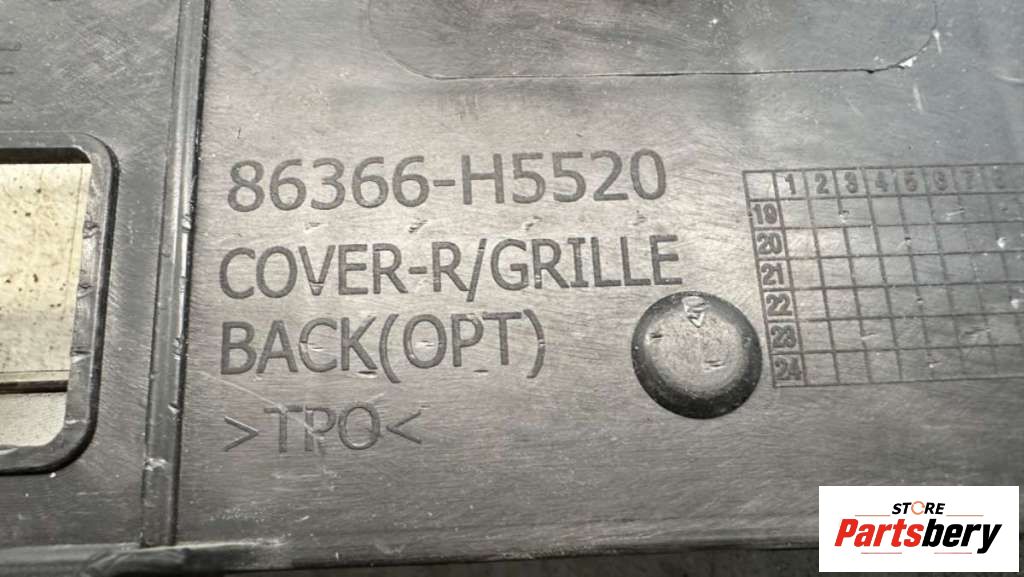 86366-H5520
COVER-R/GRILLE
BACK(OPT)
>TPO<
1 2 3 4 5 6 7 8
19
20
21
22
23
24
STORE
Partsbery